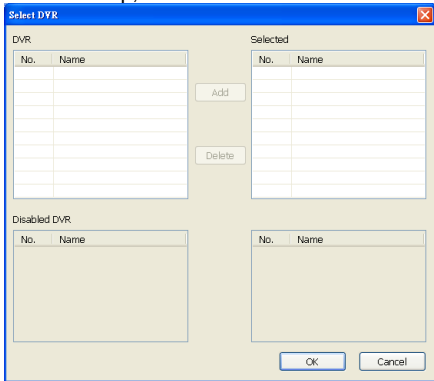 Select DVR
DVR Selected
No. Name No. Name
Add
Delete
Disabled DVR
No. Name No. Name
OK Cancel